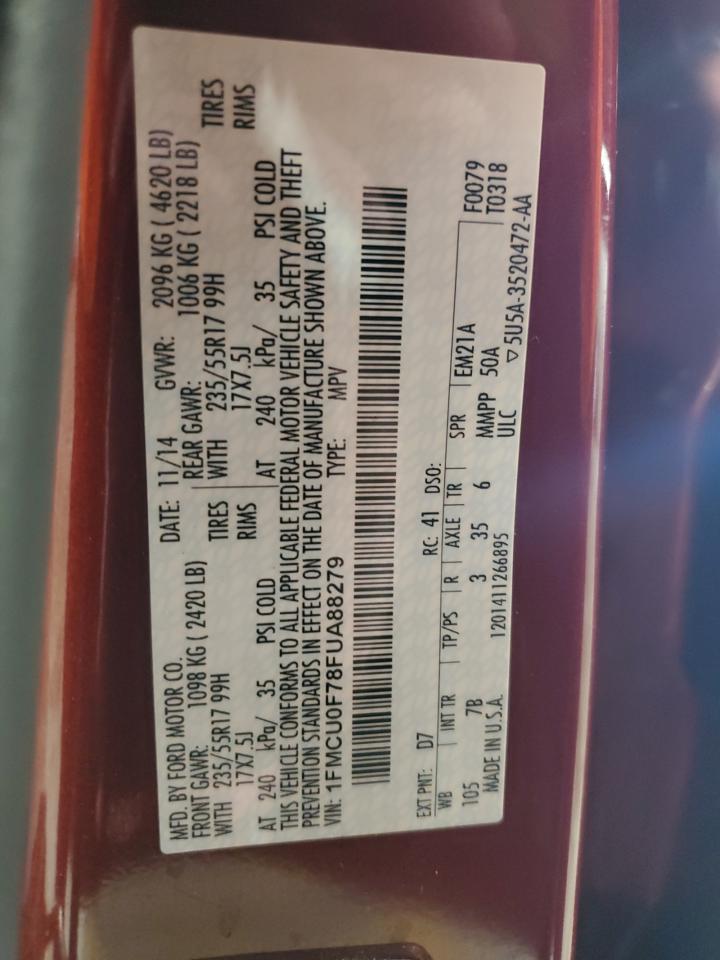 MFD. BY FORD MOTOR CO. DATE: 11/14 GVWR: 2096 KG ( 4620 LB)
FRONT GAWR: 1098 KG ( 2420 LB) REAR GAWR: 1006 KG ( 2218 LB)
WITH 235/55R17 99H TIRES WITH 235/55R17 99H TIRES
17X7.5J RIMS 17X7.5J RIMS
AT 240 kPa/ 35 PSI COLD AT 240 kPa/ 35 PSI COLD
THIS VEHICLE CONFORMS TO ALL APPLICABLE FEDERAL MOTOR VEHICLE SAFETY AND THEFT
PREVENTION STANDARDS IN EFFECT ON THE DATE OF MANUFACTURE SHOWN ABOVE.
VIN: 1FMCU0F78FUA88279 TYPE: MPV
EXT PNT: D7 RC: 41 DSO:
WB INT TR TP/PS R AXLE TR SPR EM21A F0079
105 7B 3 35 6 MMPP 50A T0318
MADE IN U.S.A. 1201411266895 ULC ▽5U5A-3520472-AA